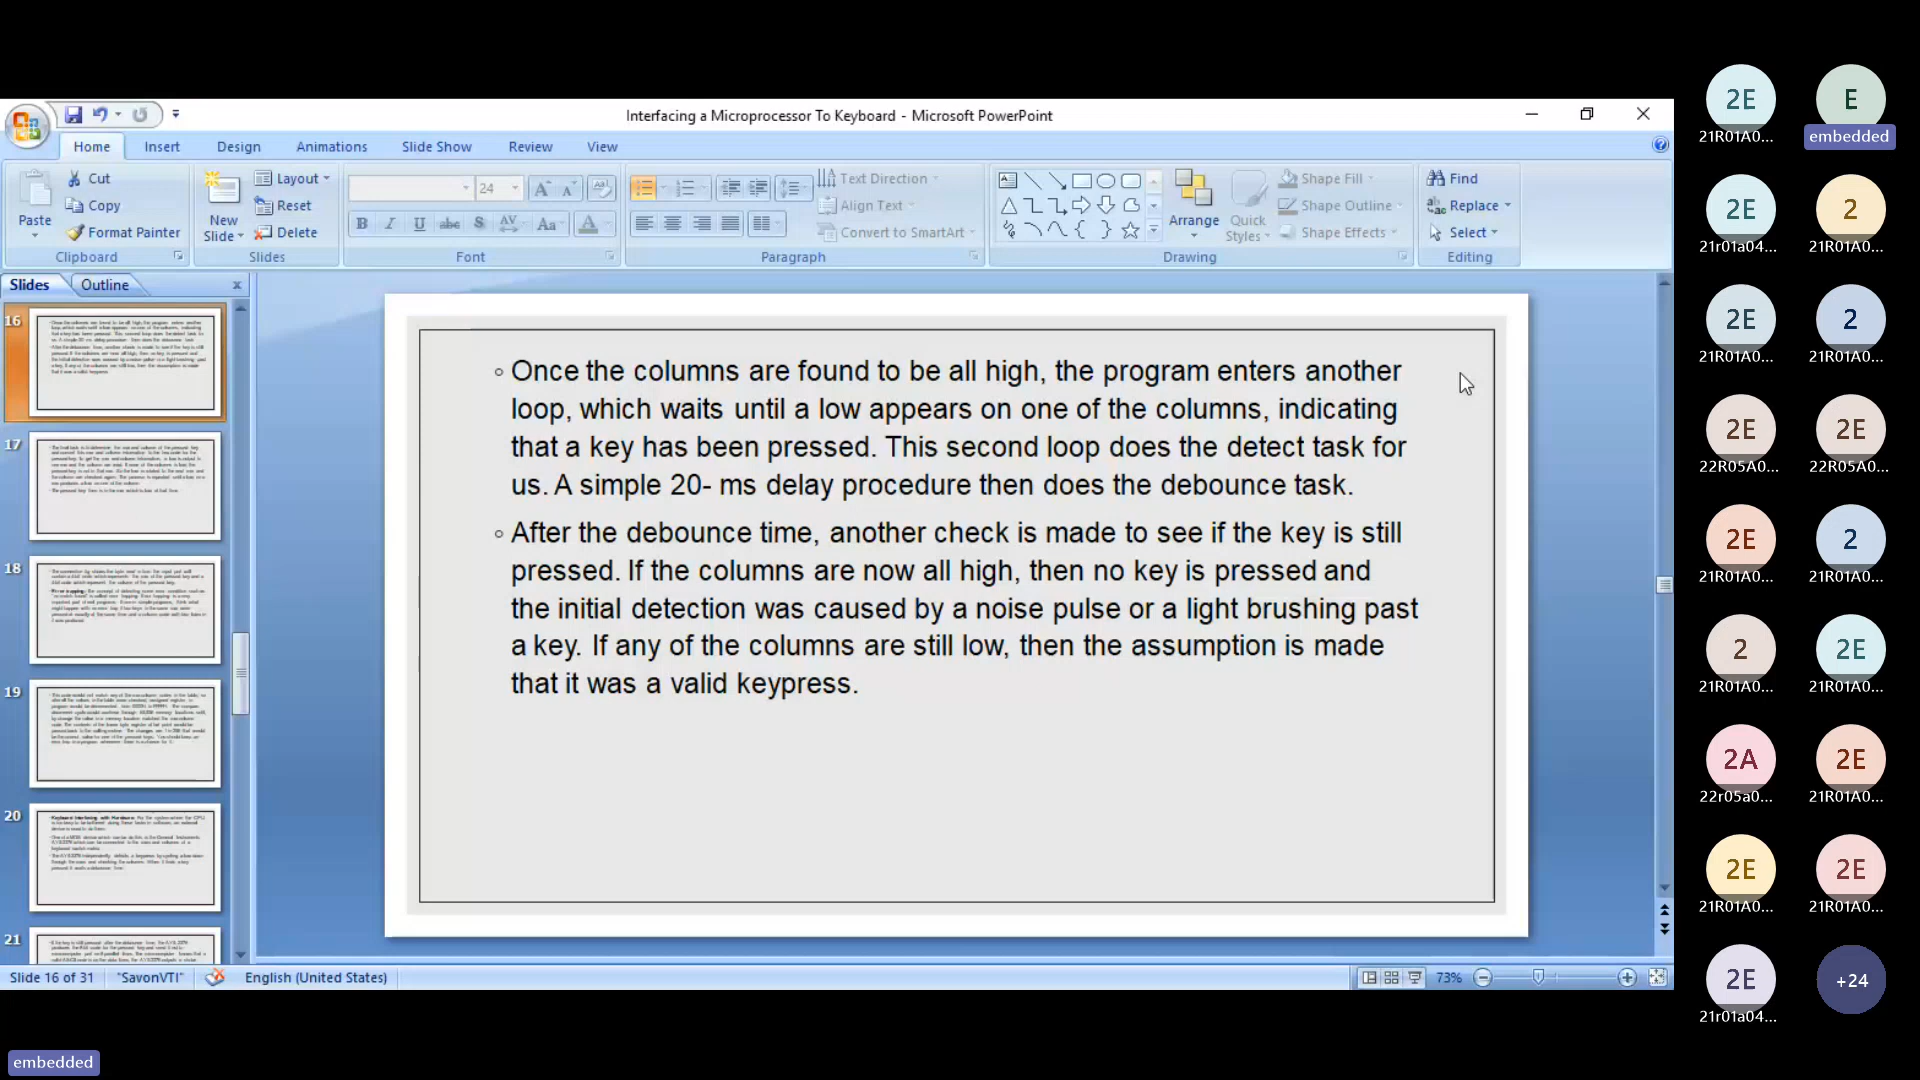 Interfacing a Microprocessor To Keyboard - Microsoft PowerPoint
Home
Insert
Design
Animations
Slide Show
Review
View
Paste
Cut
Copy
Format Painter
Clipboard
New
Slide
Layout
Reset
Delete
Slides
24
Font
Text Direction
Align Text
Convert to SmartArt
Paragraph
Arrange
Quick
Styles
Shape Fill
Shape Outline
Shape Effects
Drawing
Find
Replace
Select
Editing
Slides
Outline
16
17
18
19
20
21
Once the columns are found to be all high, the program enters another
loop, which waits until a low appears on one of the columns, indicating
that a key has been pressed. This second loop does the detect task for
us. A simple 20- ms delay procedure then does the debounce task.
After the debounce time, another check is made to see if the key is still
pressed. If the columns are now all high, then no key is pressed and
the initial detection was caused by a noise pulse or a light brushing past
a key. If any of the columns are still low, then the assumption is made
that it was a valid keypress.
Slide 16 of 31
"SavonVTI"
English (United States)
73%
embedded
2E
21R01A0...
E
embedded
2E
21r01a04...
2
21R01A0...
2E
21R01A0...
2
21R01A0...
2E
22R05A0...
2E
22R05A0...
2E
21R01A0...
2
21R01A0...
2
21R01A0...
2E
21R01A0...
2A
22r05a0...
2E
21R01A0...
2E
21R01A0...
2E
21R01A0...
2E
21r01a04...
+24